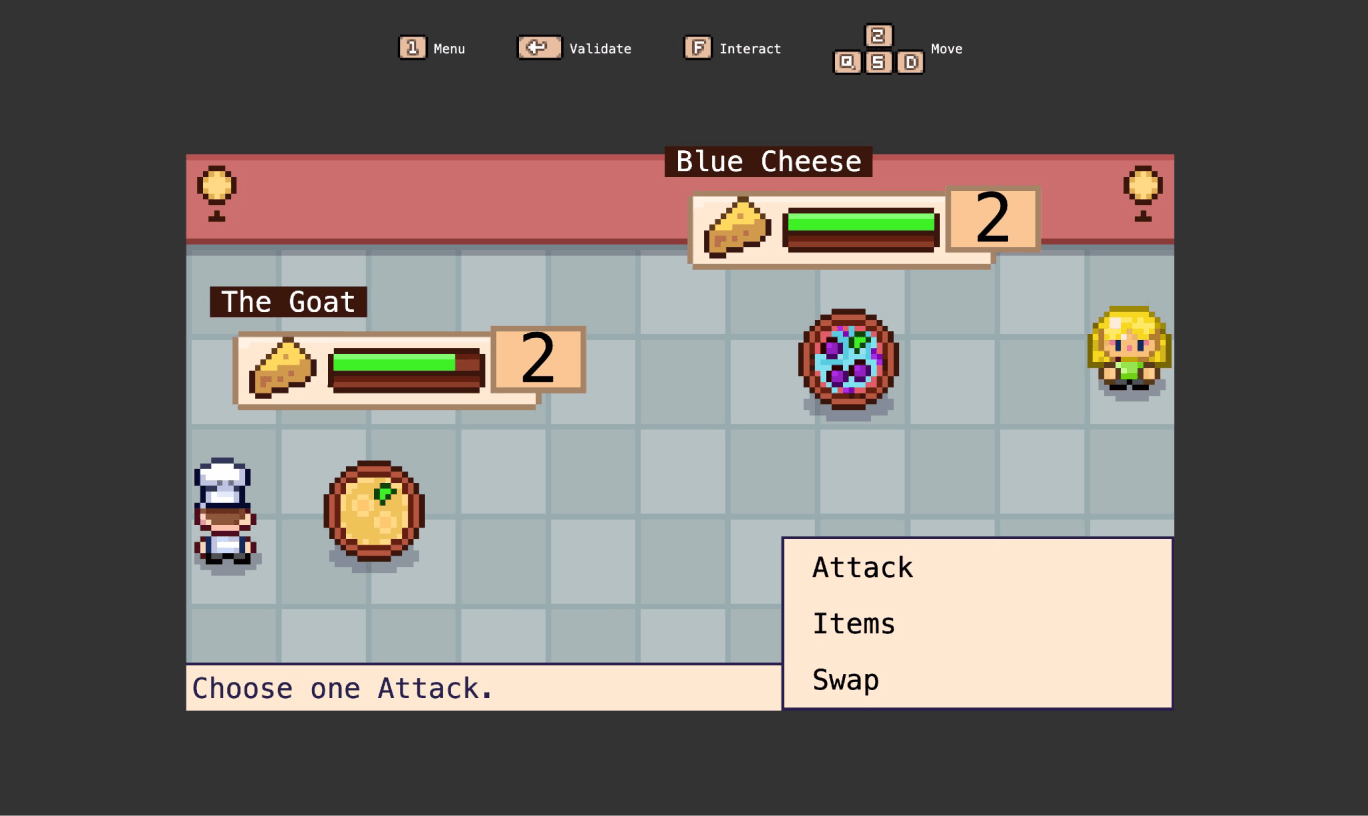 1 Menu
Validate
F Interact
Z
Q S D Move
Blue Cheese
2
The Goat
2
Attack
Items
Swap
Choose one Attack.